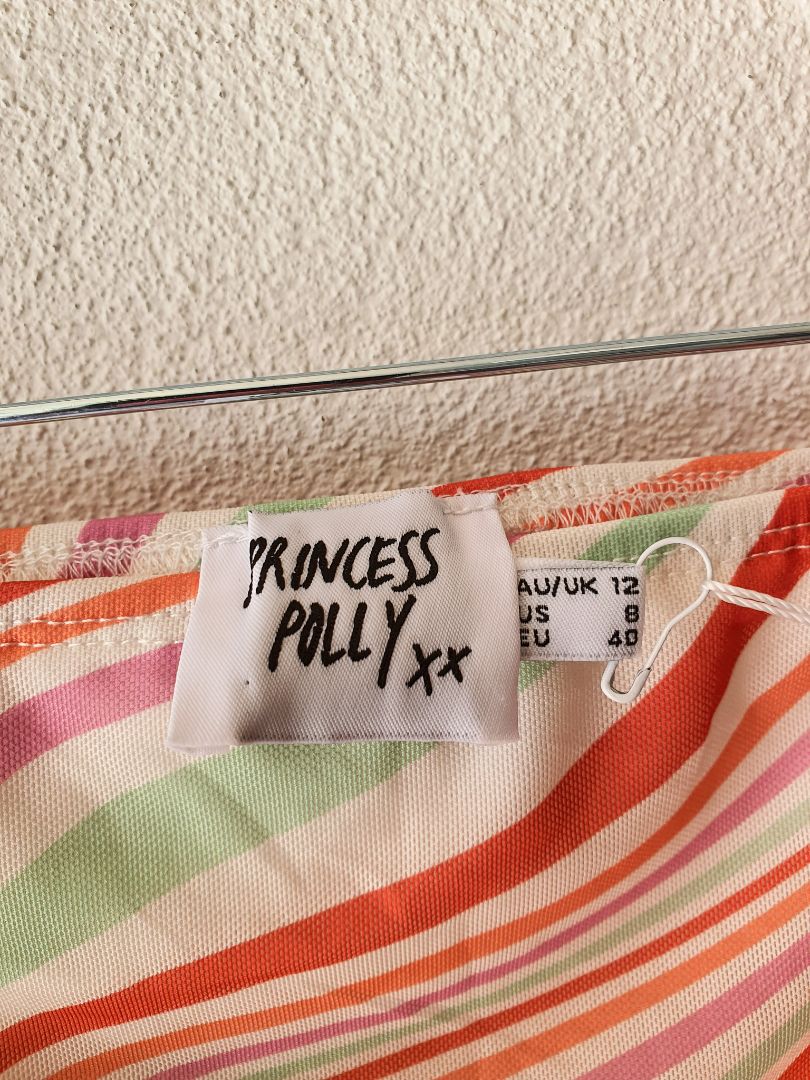 PRINCESS
POLLY
xx
AU/UK 12
US 8
EU 40